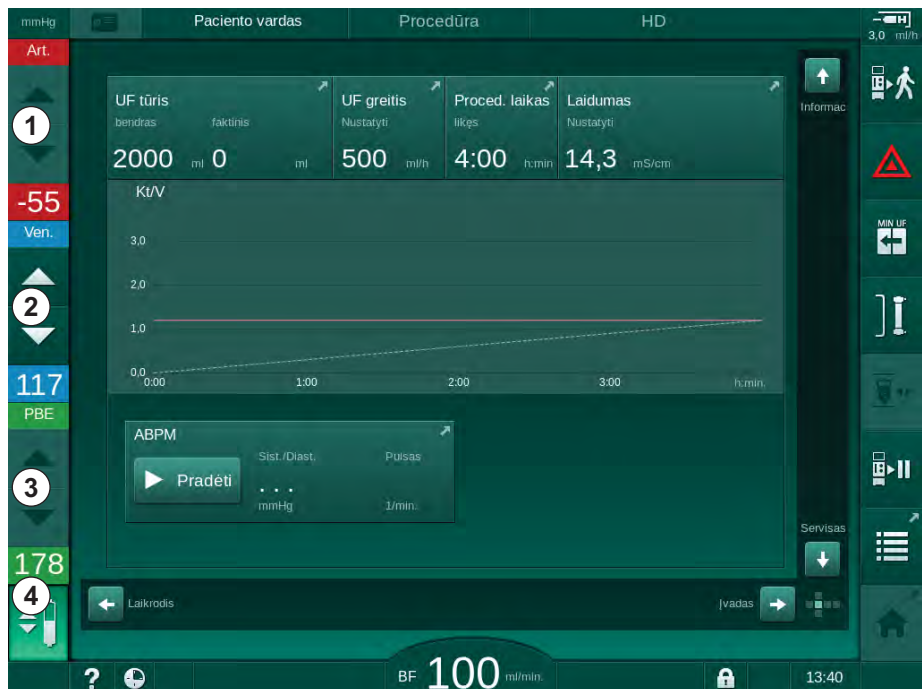 mmHg
Paciento vardas
Procedūra
HD
3,0 ml/h
Art.
1
-55
Ven.
2
117
PBE
3
178
4
UF tūris
bendras faktinis
2000 ml 0 ml
UF greitis
Nustatyti
500 ml/h
Proced. laikas
likęs
4:00 h:min
Laidumas
Nustatyti
14,3 mS/cm
Informac
Kt/V
3,0
2,0
1,0
0,0
0:00 1:00 2:00 3:00 h:min.
ABPM
Sist./Diast. Pulsas
Pradėti
...
mmHg 1/min.
Servisas
Laikrodis
Įvadas
MIN UF
?
BF 100 ml/min.
13:40